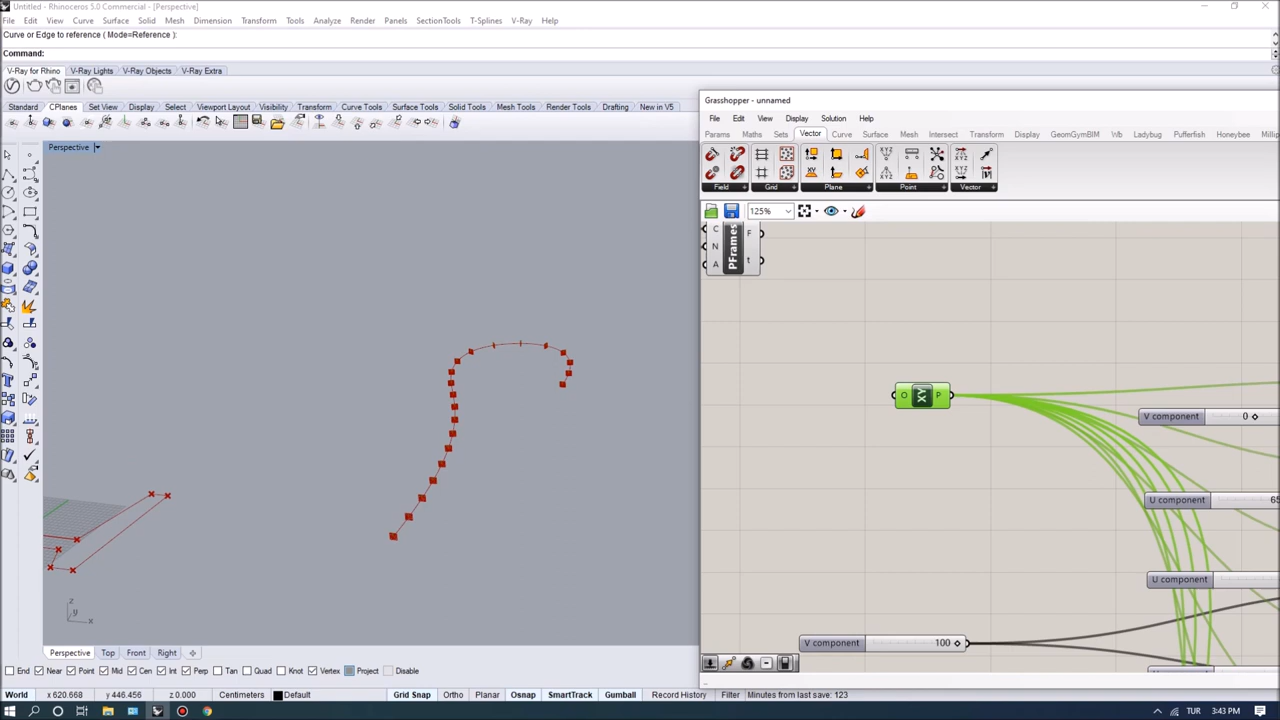 Untitled - Rhinoceros 5.0 Commercial - [Perspective]
File Edit View Curve Surface Solid Mesh Dimension Transform Tools Analyze Render Panels SectionTools T-Splines V-Ray Help
Curve or Edge to reference ( Mode=Reference ):
Command:
V-Ray for Rhino V-Ray Lights V-Ray Objects V-Ray Extra
Standard CPlanes Set View Display Select Viewport Layout Visibility Transform Curve Tools Surface Tools Solid Tools Mesh Tools Render Tools Drafting New in V5
Perspective
Grasshopper - unnamed
File Edit View Display Solution Help
Params Maths Sets Vector Curve Surface Mesh Intersect Transform Display GeomGymBIM Wb Ladybug Pufferfish Honeybee
Field Grid Plane Point Vector
125%
C
N
A
PFrames
F
t
O XY P
V component 0
U component 65
U component
V component 100
z
y
x
Perspective Top Front Right
End Near Point Mid Cen Int Perp Tan Quad Knot Vertex Project Disable
World x 620.668 y 446.456 z 0.000 Centimeters Default Grid Snap Ortho Planar Osnap SmartTrack Gumball Record History Filter Minutes from last save: 123
TUR 3:43 PM